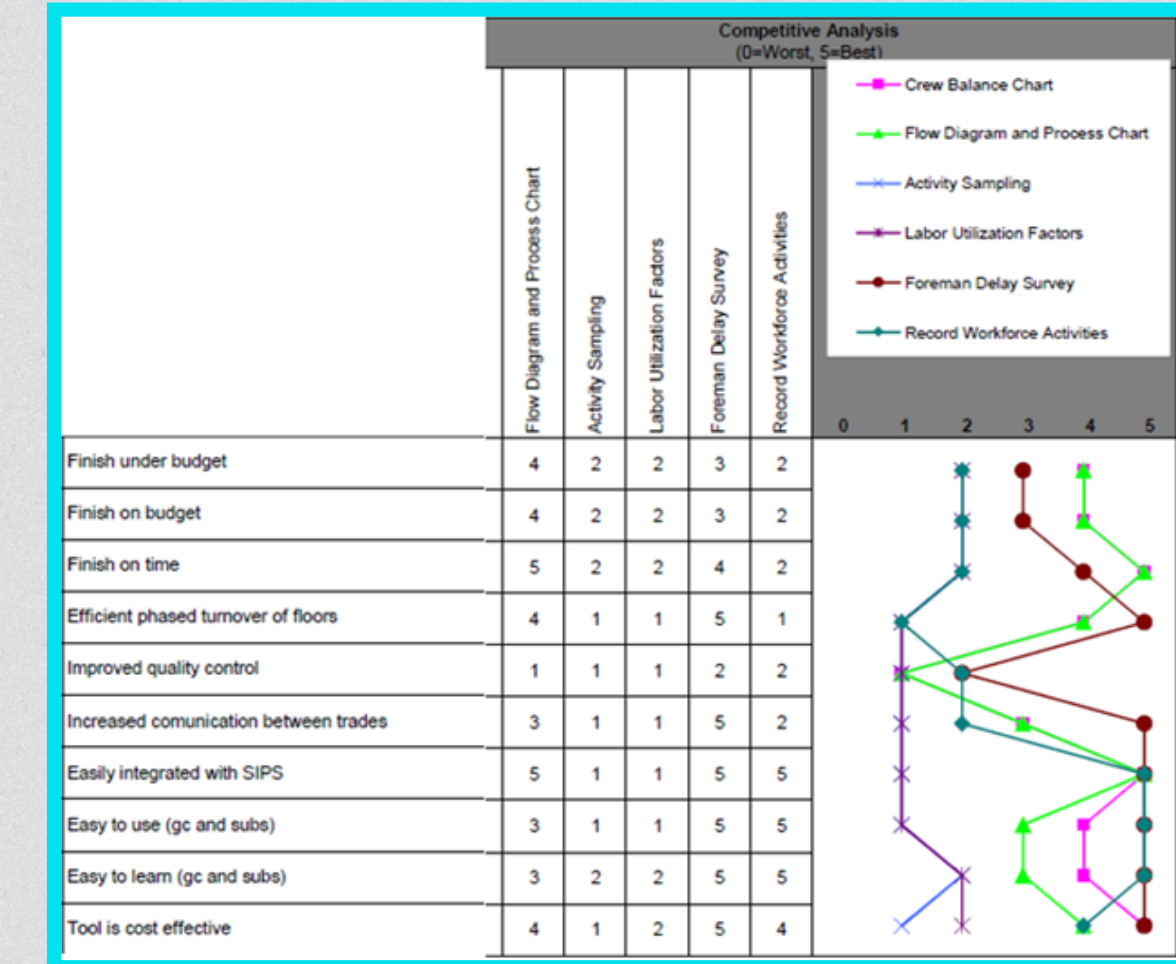 Competitive Analysis
(0=Worst, 5=Best)
Flow Diagram and Process Chart
Activity Sampling
Labor Utilization Factors
Foreman Delay Survey
Record Workforce Activities
Crew Balance Chart
Flow Diagram and Process Chart
Activity Sampling
Labor Utilization Factors
Foreman Delay Survey
Record Workforce Activities
0 1 2 3 4 5
Finish under budget 4 2 2 3 2
Finish on budget 4 2 2 3 2
Finish on time 5 2 2 4 2
Efficient phased turnover of floors 4 1 1 5 1
Improved quality control 1 1 1 2 2
Increased comunication between trades 3 1 1 5 2
Easily integrated with SIPS 5 1 1 5 5
Easy to use (gc and subs) 3 1 1 5 5
Easy to learn (gc and subs) 3 2 2 5 5
Tool is cost effective 4 1 2 5 4